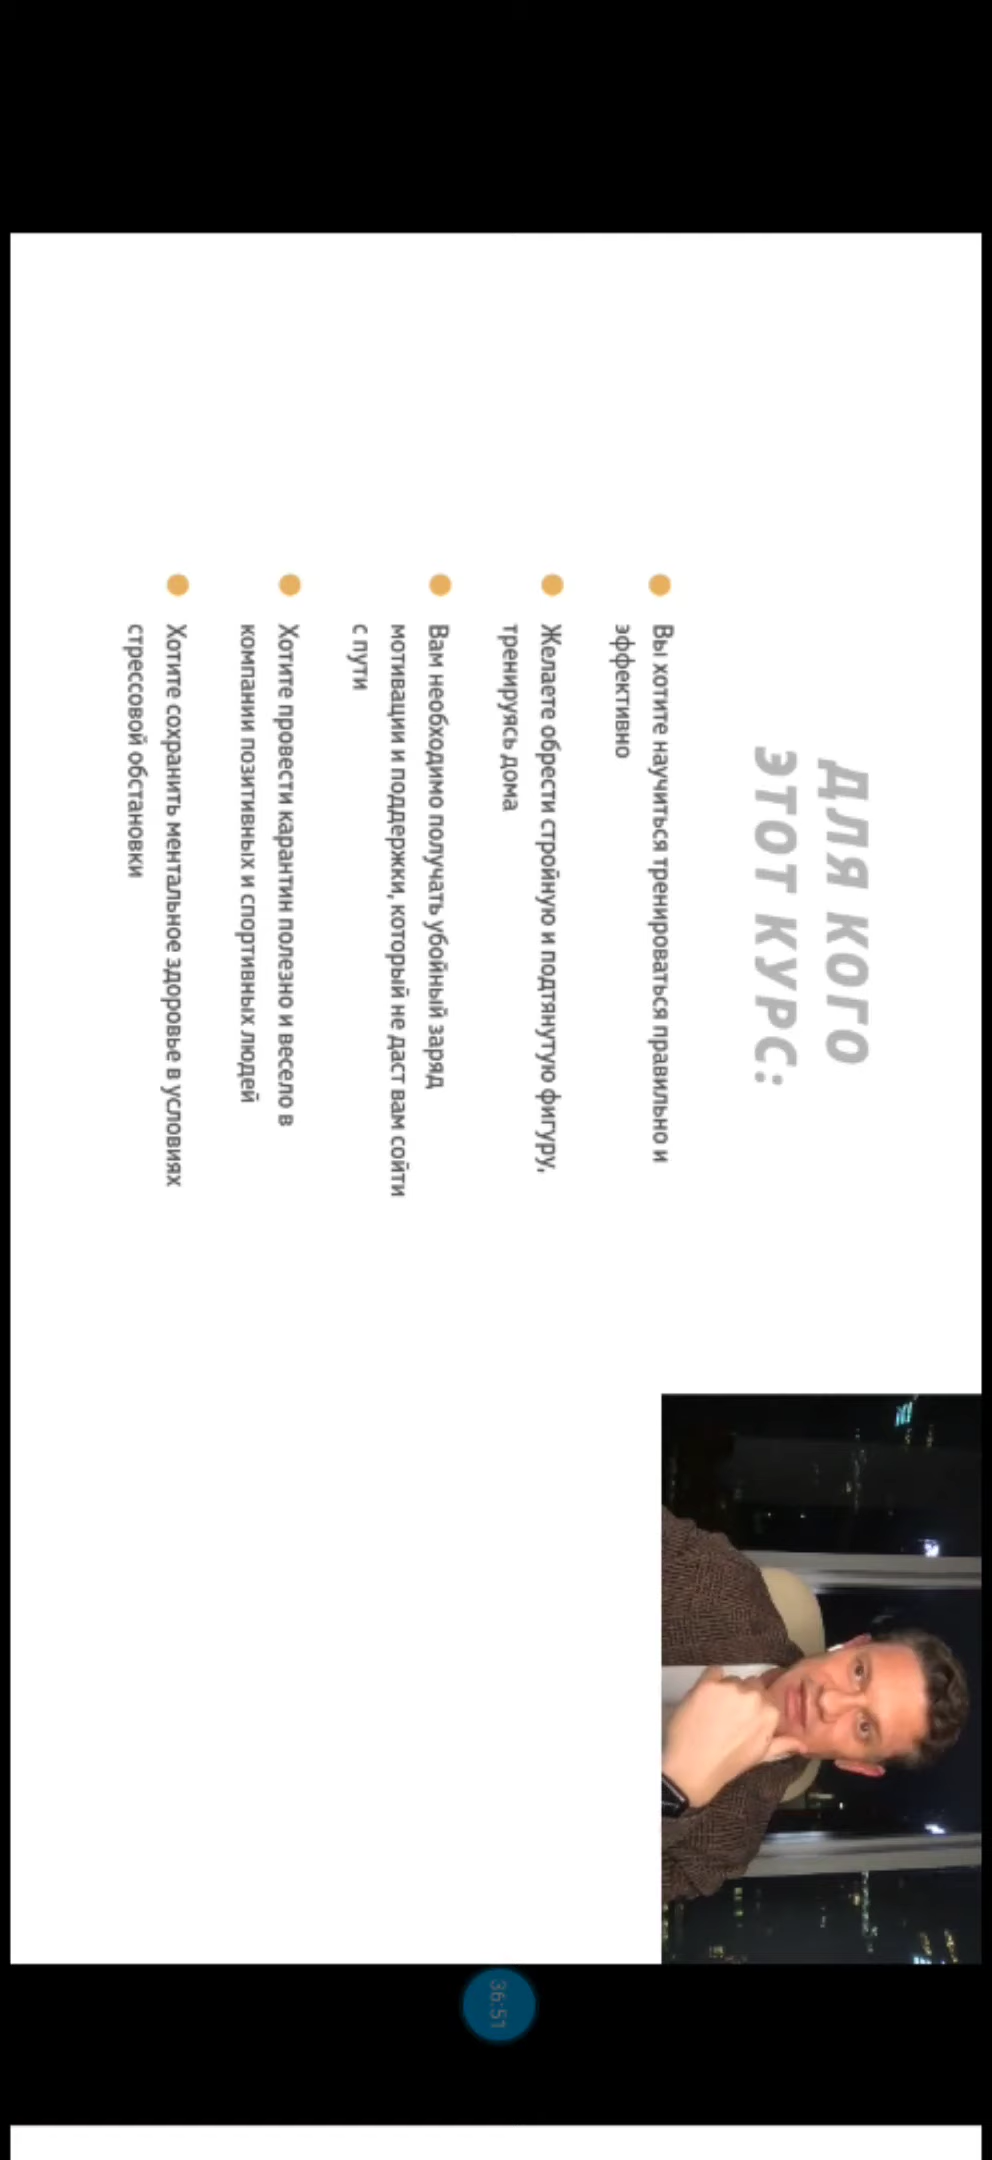 ДЛЯ КОГО
ЭТОТ КУРС:
Вы хотите научиться тренироваться правильно и
эффективно
Желаете обрести стройную и подтянутую фигуру,
тренируясь дома
Вам необходимо получать убойный заряд
мотивации и поддержки, который не даст вам сойти
с пути
Хотите провести карантин полезно и весело в
компании позитивных и спортивных людей
Хотите сохранить ментальное здоровье в условиях
стрессовой обстановки
36:51